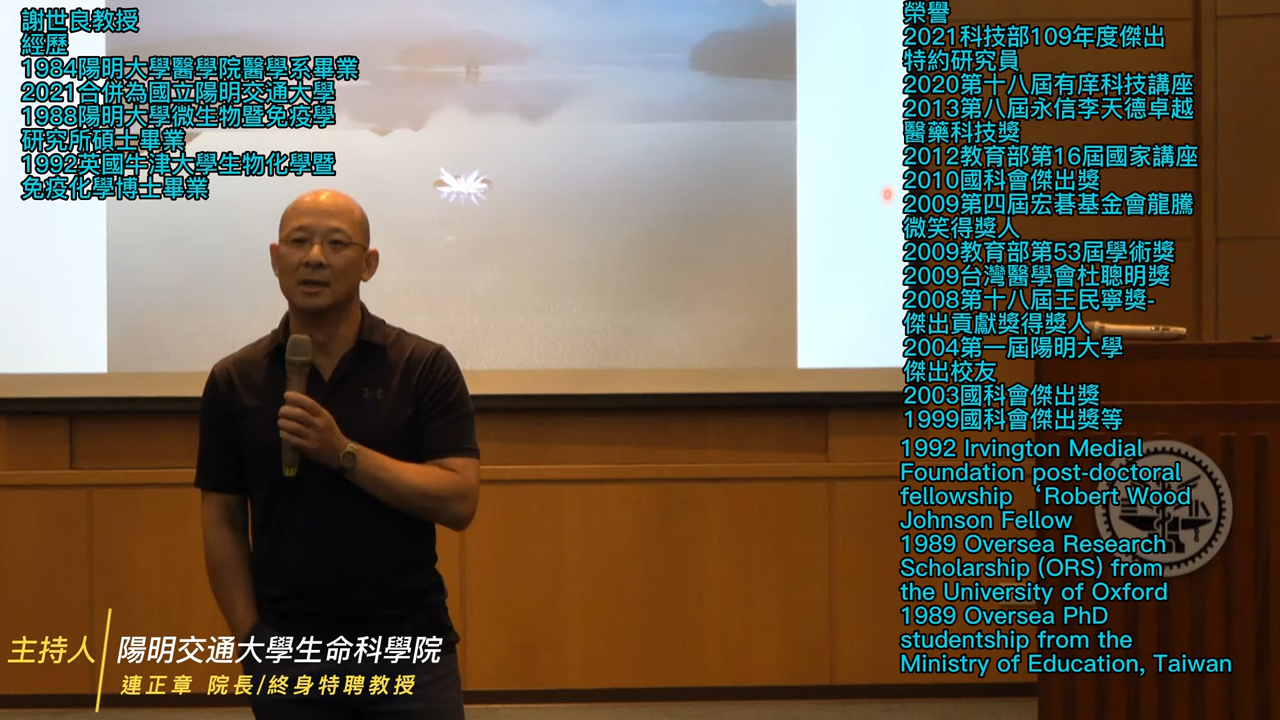 謝世良教授
經歷
1984陽明大學醫學院醫學系畢業
2021合併為國立陽明交通大學
1988陽明大學微生物暨免疫學
研究所碩士畢業
1992英國牛津大學生物化學暨
免疫化學博士畢業
榮譽
2021科技部109年度傑出
特約研究員
2020第十八屆有庠科技講座
2013第八屆永信李天德卓越
醫藥科技獎
2012教育部第16屆國家講座
2010國科會傑出獎
2009第四屆宏碁基金會龍騰
微笑得獎人
2009教育部第53屆學術獎
2009台灣醫學會杜聰明獎
2008第十八屆王民寧獎-
傑出貢獻獎得獎人
2004第一屆陽明大學
傑出校友
2003國科會傑出獎
1999國科會傑出獎等
1992 Irvington Medial
Foundation post-doctoral
fellowship ‘Robert Wood
Johnson Fellow
1989 Oversea Research
Scholarship (ORS) from
the University of Oxford
1989 Oversea PhD
studentship from the
Ministry of Education, Taiwan
主持人
陽明交通大學生命科學院
連正章 院長/終身特聘教授